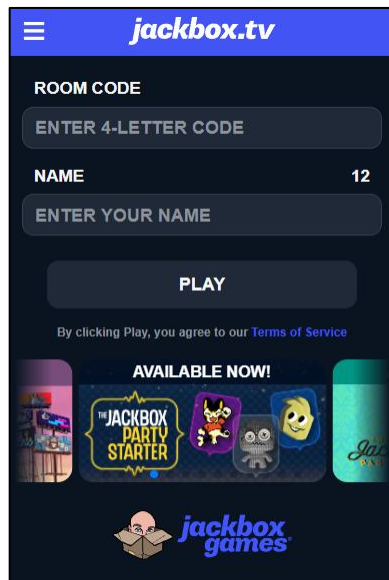 jackbox.tv
ROOM CODE
ENTER 4-LETTER CODE
NAME 12
ENTER YOUR NAME
PLAY
By clicking Play, you agree to our Terms of Service
AVAILABLE NOW!
THE JACKBOX
PARTY
STARTER
jackbox
games